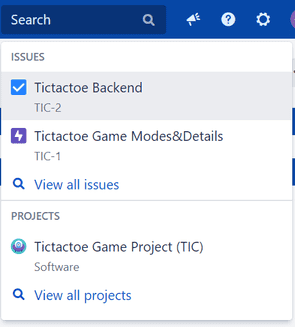 Search
ISSUES
Tictactoe Backend
TIC-2
Tictactoe Game Modes&Details
TIC-1
View all issues
PROJECTS
Tictactoe Game Project (TIC)
Software
View all projects